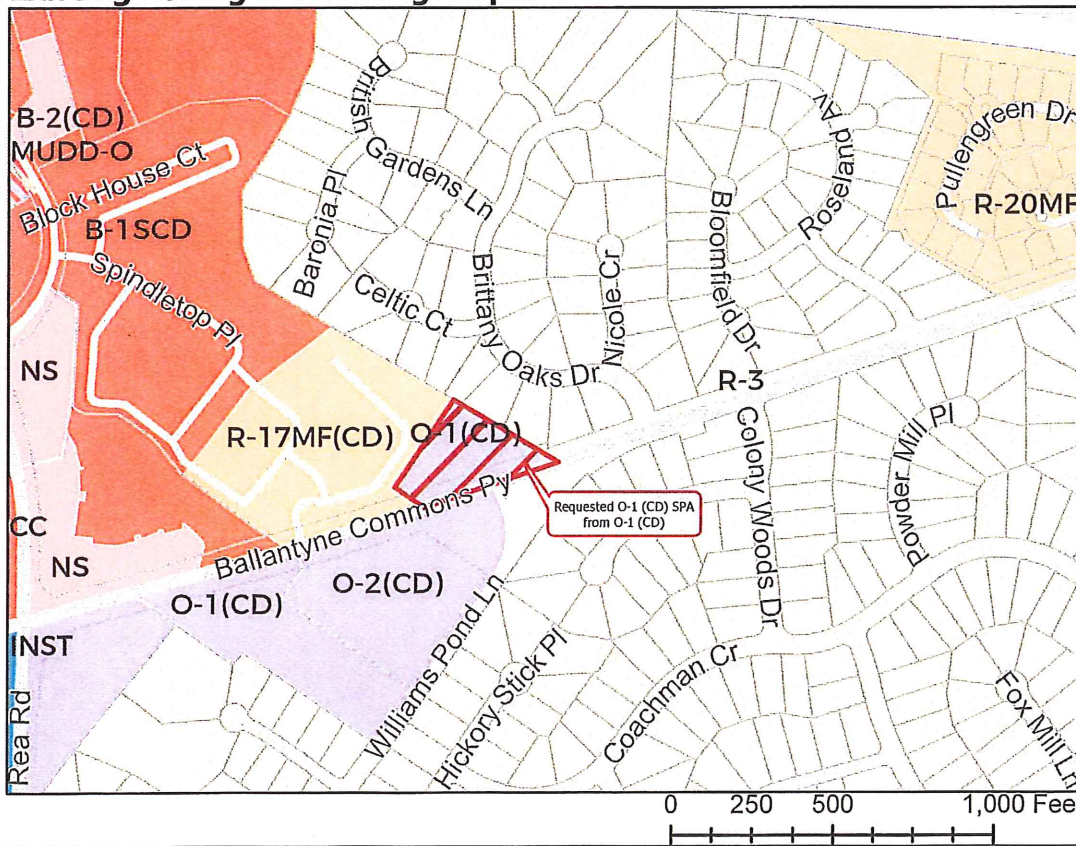 B-2(CD)
MUDD-O
Block House Ct
B-1SCD
Spindletop Pl
NS
R-17MF(CD)
O-1(CD)
CC
NS
Ballantyne Commons Py
O-2(CD)
O-1(CD)
INST
Rea Rd
British
Gardens Ln
Baronia Pl
Celtic Ct
Brittany Oaks Dr
Nicole Cr
Bloomfield Dr
Roseland Av
Pullengreen Dr
R-20MF
R-3
Requested O-1 (CD) SPA
from O-1 (CD)
Colony Woods Dr
Powder Mill Pl
Williams Pond Ln
Hickory Stick Pl
Coachman Cr
Fox Mill Ln
0 250 500 1,000 Fee